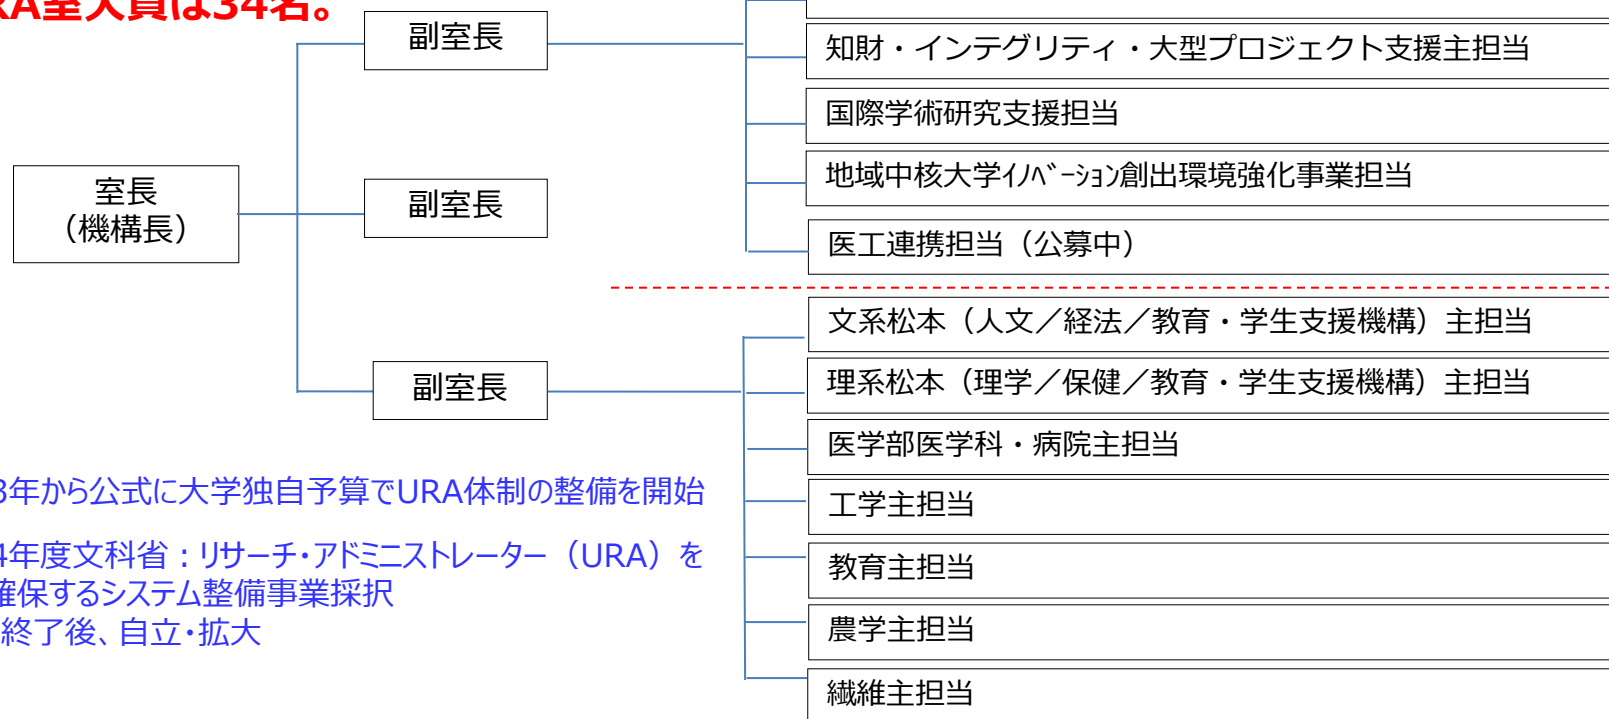 RA室人員は34名。
副室長
知財・インテグリティ・大型プロジェクト支援主担当
国際学術研究支援担当
室長
（機構長）
副室長
地域中核大学ｲﾉﾍﾞｰｼｮﾝ創出環境強化事業担当
医工連携担当（公募中）
文系松本（人文／経法／教育・学生支援機構）主担当
副室長
理系松本（理学／保健／教育・学生支援機構）主担当
医学部医学科・病院主担当
3年から公式に大学独自予算でURA体制の整備を開始
工学主担当
4年度文科省：リサーチ・アドミニストレーター（URA）を
確保するシステム整備事業採択
終了後、自立・拡大
教育主担当
農学主担当
繊維主担当